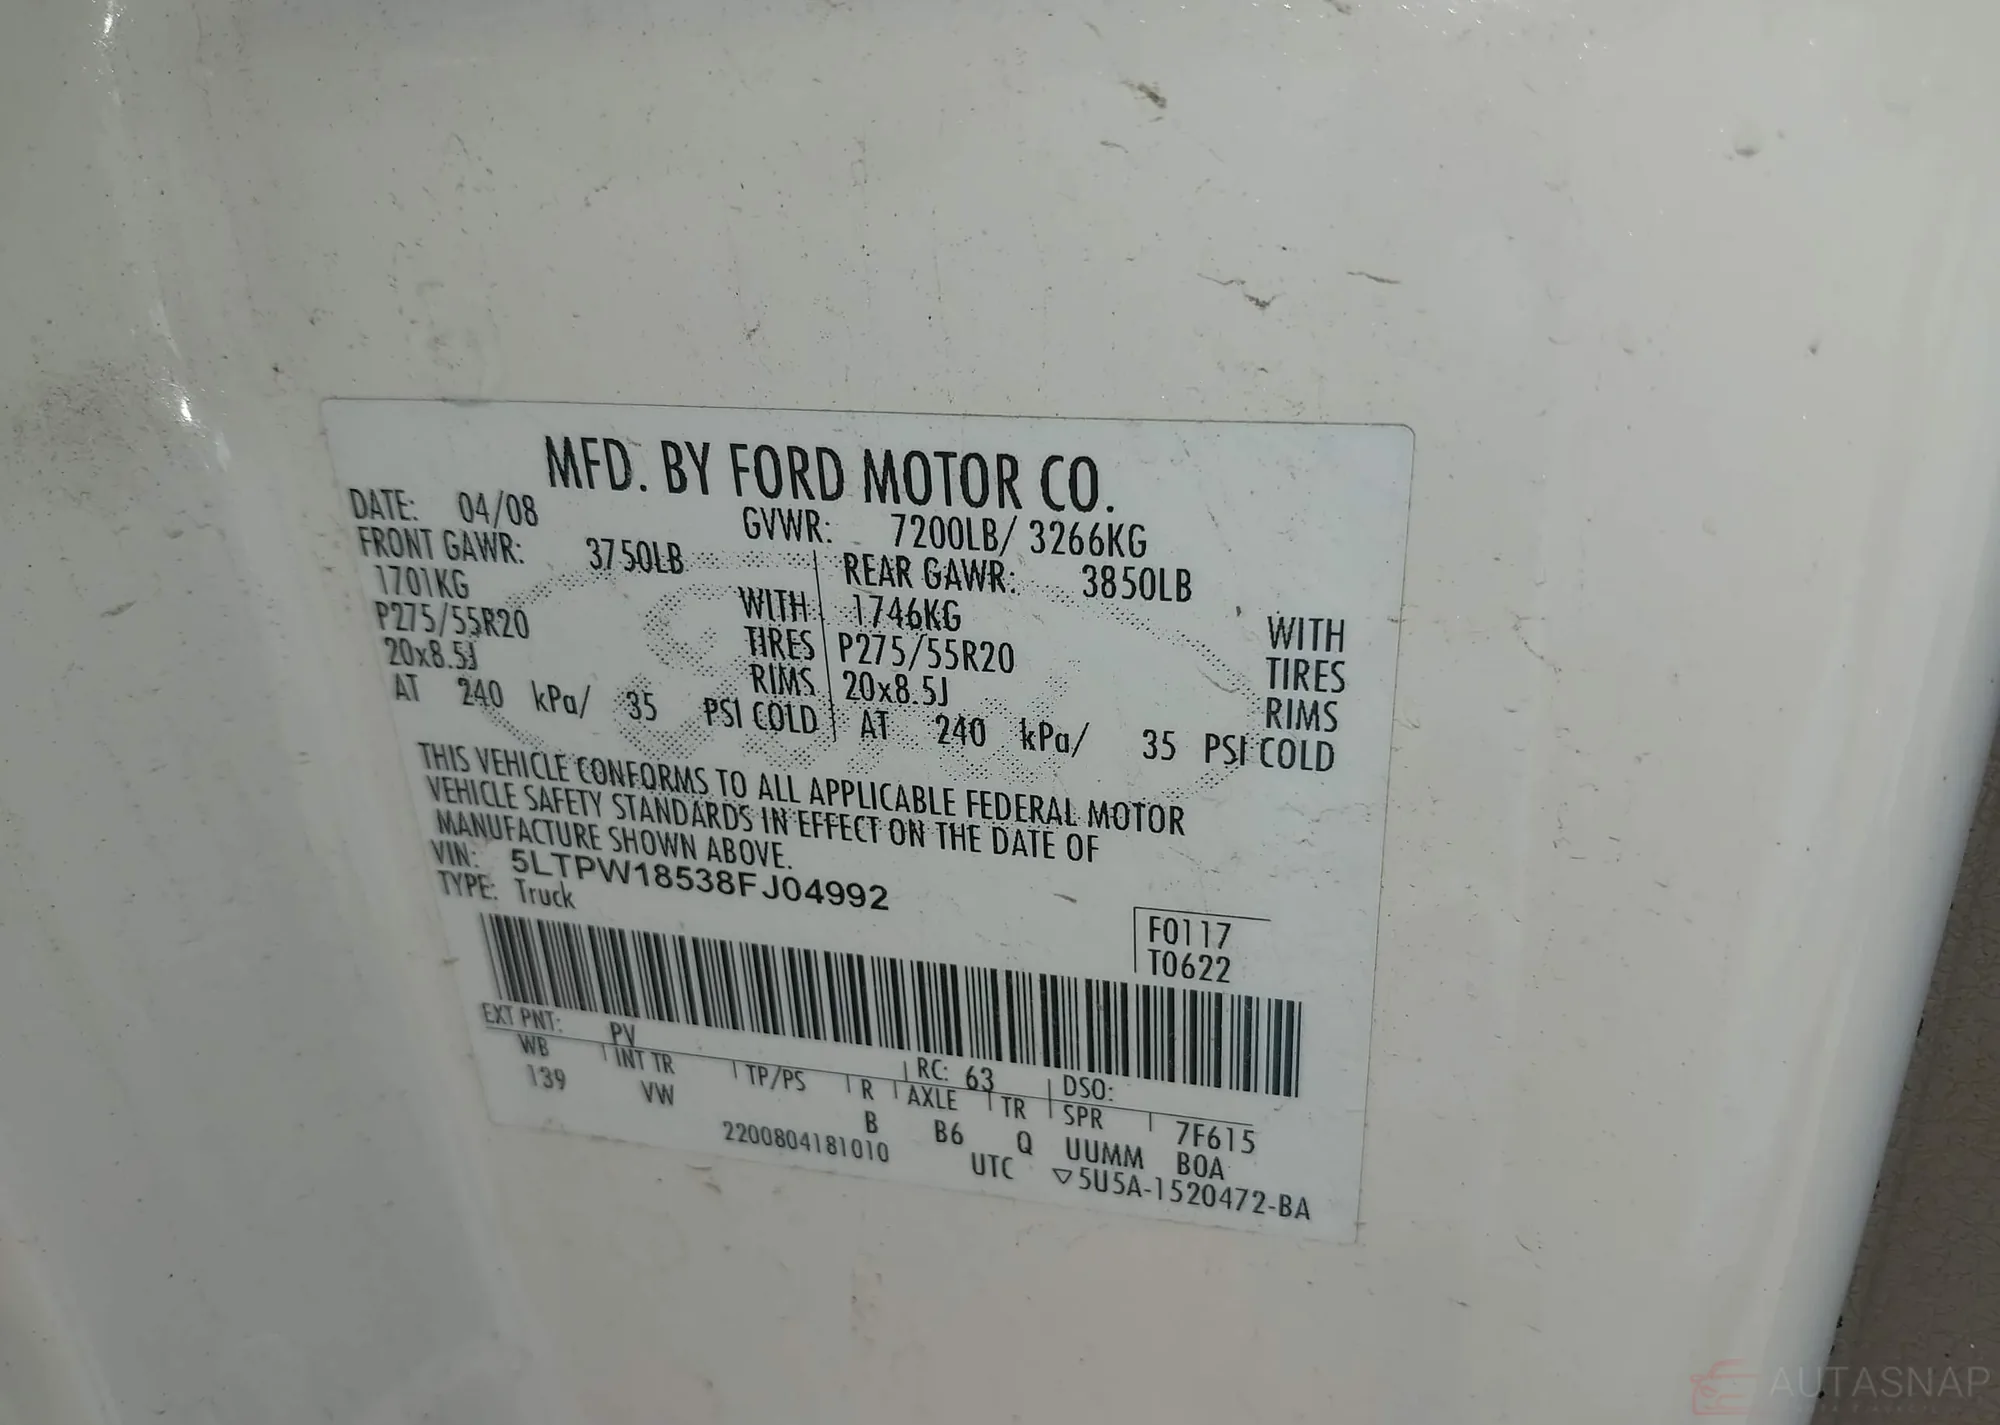 MFD. BY FORD MOTOR CO.
DATE: 04/08 GVWR: 7200LB/ 3266KG
FRONT GAWR: 3750LB REAR GAWR: 3850LB
1701KG WITH 1746KG WITH
P275/55R20 TIRES P275/55R20 TIRES
20x8.5J RIMS 20x8.5J RIMS
AT 240 kPa/ 35 PSI COLD AT 240 kPa/ 35 PSI COLD
THIS VEHICLE CONFORMS TO ALL APPLICABLE FEDERAL MOTOR
VEHICLE SAFETY STANDARDS IN EFFECT ON THE DATE OF
MANUFACTURE SHOWN ABOVE.
VIN: 5LTPW18538FJ04992
TYPE: Truck
F0117
T0622
EXT PNT: PV RC: 63 DSO:
WB INT TR TP/PS R AXLE TR SPR 7F615
139 VW B B6 Q UUMM BOA
2200804181010 UTC ▽5U5A-1520472-BA
AUTASNAP